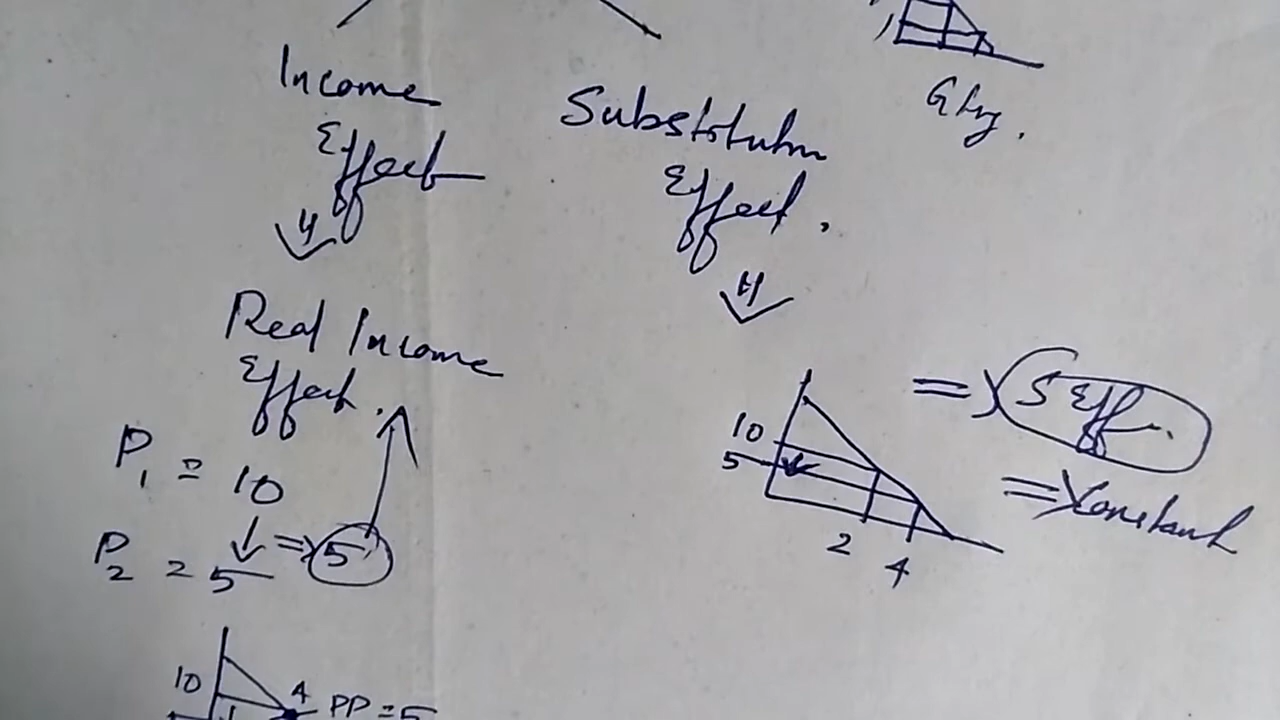 Income
Effect
Real Income
Effect.
P1 = 10
P2 = 5 => 5
10
4 PP = 5
Substitution
Effect.
10
5
2
4
=> S Eff.
=> Constant
Qty.